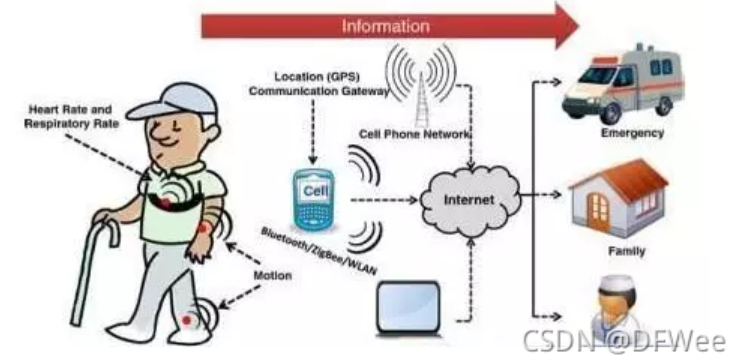 Information
Location (GPS)
Communication Gateway
Heart Rate and
Respiratory Rate
Cell Phone Network
Emergency
Cell
Internet
Bluetooth/ZigBee/WLAN
Family
Motion
CSDN @DFWee